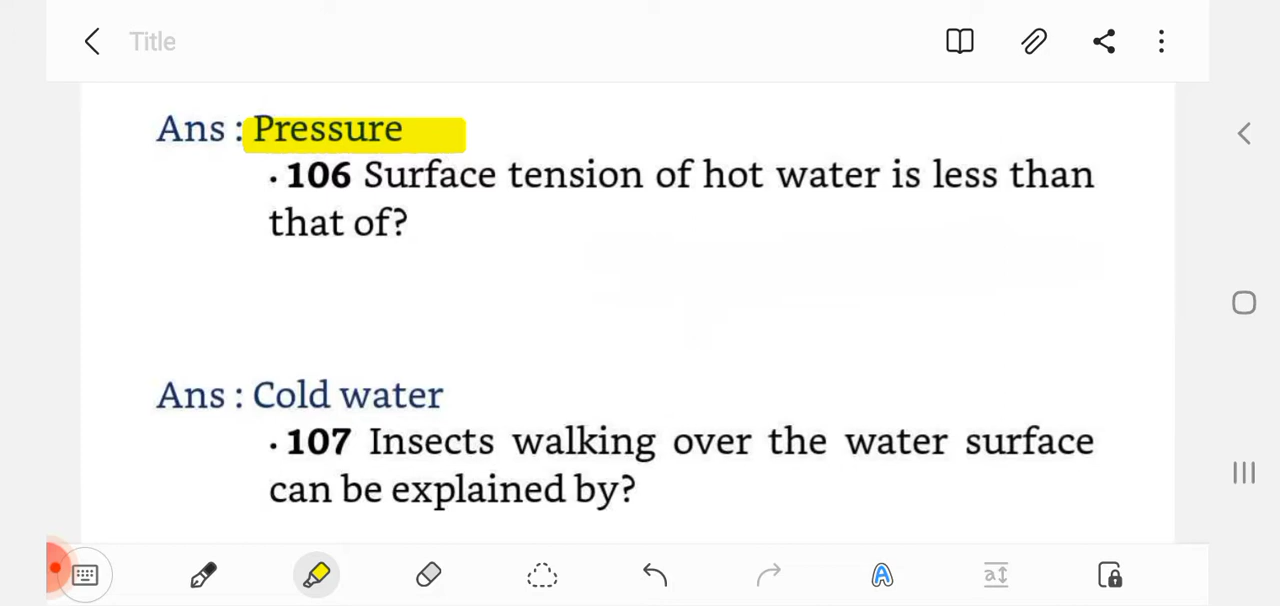 Title
Ans : Pressure
· 106 Surface tension of hot water is less than
that of?
Ans : Cold water
· 107 Insects walking over the water surface
can be explained by?
A
a